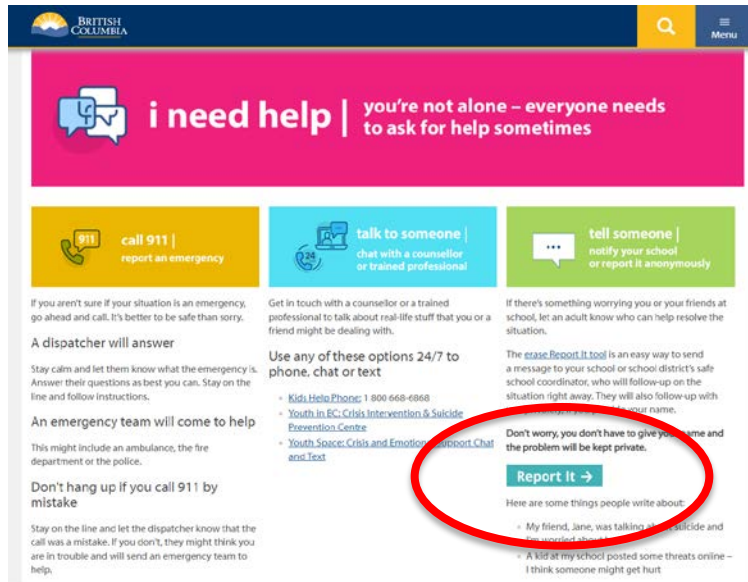 BRITISH
COLUMBIA
Menu
i need help |
you're not alone – everyone needs
to ask for help sometimes
911
call 911 |
report an emergency
24
talk to someone |
chat with a counsellor
or trained professional
tell someone |
notify your school
or report it anonymously
If you aren't sure if your situation is an emergency,
go ahead and call. It's better to be safe than sorry.
A dispatcher will answer
Stay calm and let them know what the emergency is.
Answer their questions as best you can. Stay on the
line and follow instructions.
An emergency team will come to help
This might include an ambulance, the fire
department or the police.
Don't hang up if you call 911 by
mistake
Stay on the line and let the dispatcher know that the
call was a mistake. If you don't, they might think you
are in trouble and will send an emergency team to
help.
Get in touch with a counsellor or a trained
professional to talk about real-life stuff that you or a
friend might be dealing with.
Use any of these options 24/7 to
phone, chat or text
Kids Help Phone: 1 800 668-6868
Youth in BC: Crisis Intervention & Suicide
Prevention Centre
Youth Space: Crisis and Emotional Support Chat
and Text
If there's something worrying you or your friends at
school, let an adult know who can help resolve the
situation.
The erase Report It tool is an easy way to send
a message to your school or school district's safe
school coordinator, who will follow-up on the
situation right away. They will also follow-up with
your name.
Don't worry, you don't have to give your name and
the problem will be kept private.
Report It →
Here are some things people write about:
My friend, Jane, was talking about suicide and
I'm worried about
A kid at my school posted some threats online –
I think someone might get hurt